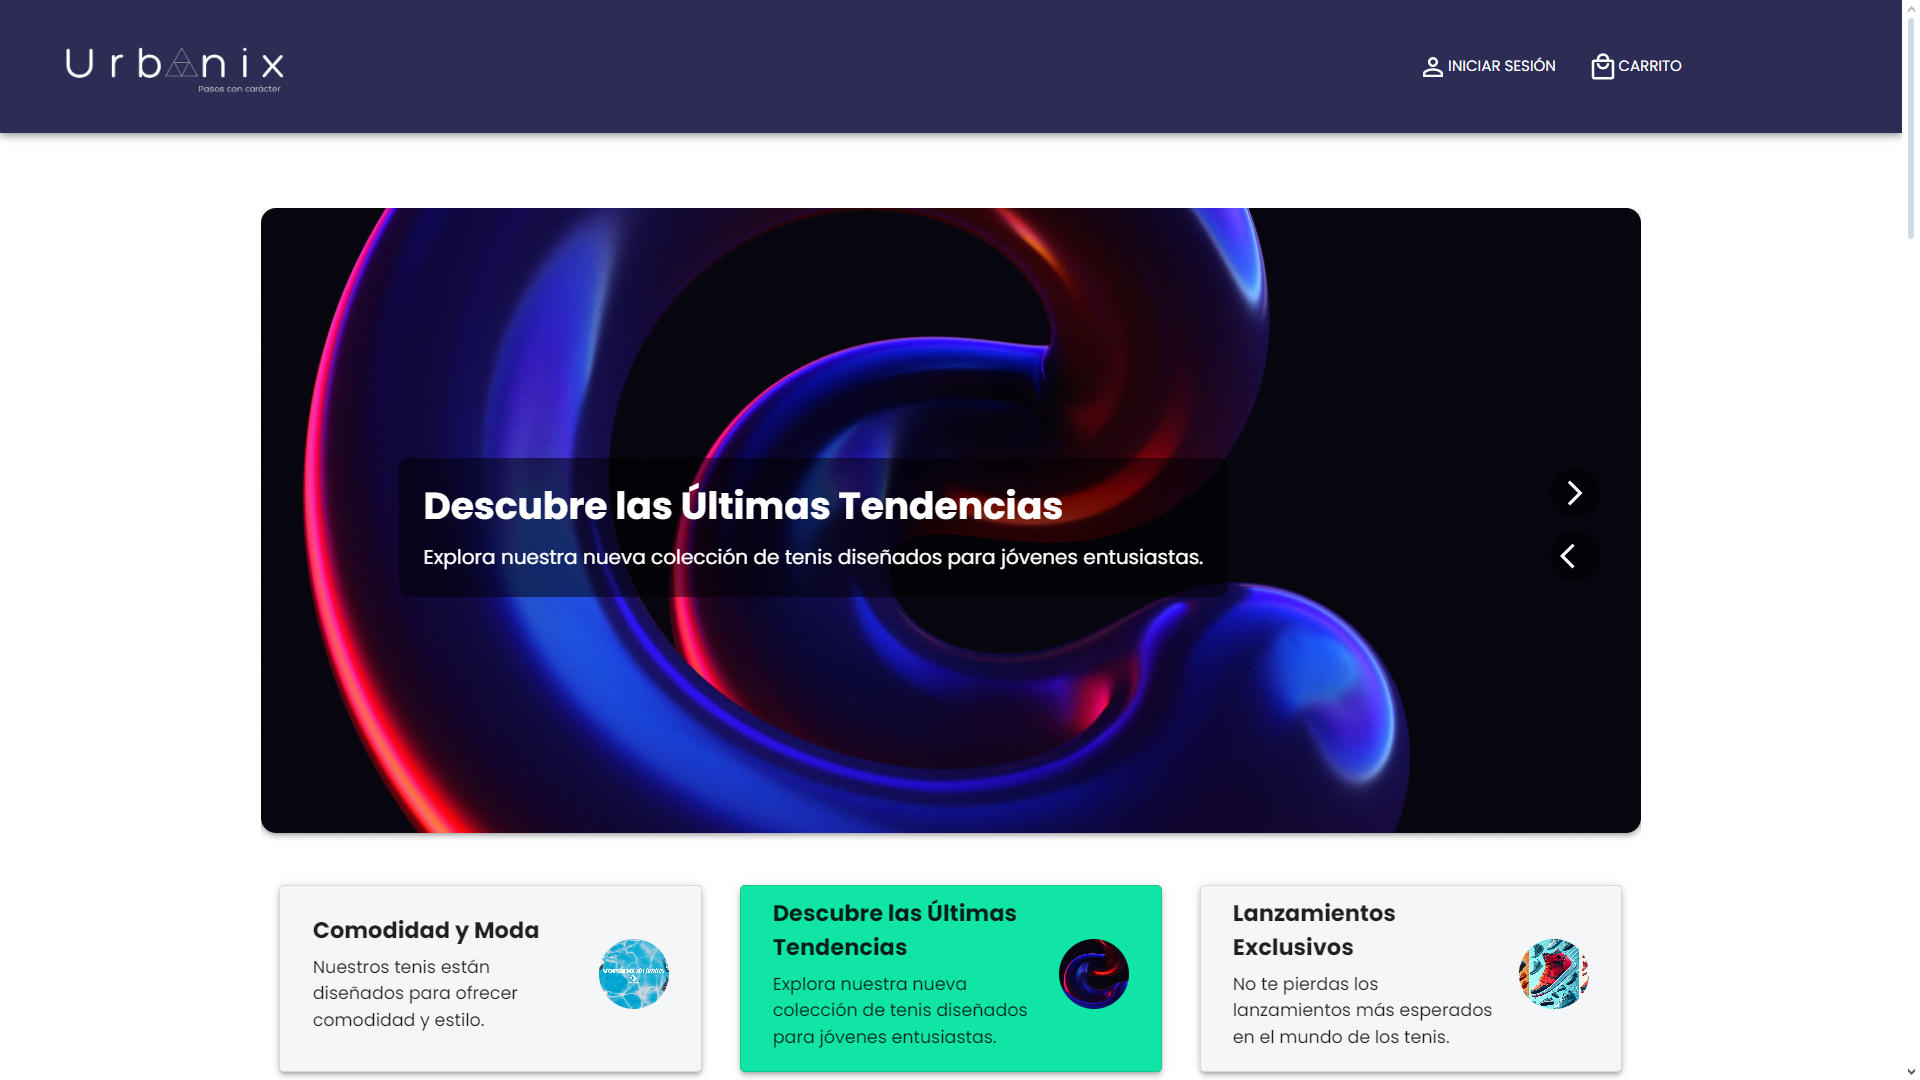 Urbanix
Pasos con carácter
INICIAR SESIÓN
CARRITO
Descubre las Últimas Tendencias
Explora nuestra nueva colección de tenis diseñados para jóvenes entusiastas.
Comodidad y Moda
Nuestros tenis están
diseñados para ofrecer
comodidad y estilo.
Descubre las Últimas
Tendencias
Explora nuestra nueva
colección de tenis diseñados
para jóvenes entusiastas.
Lanzamientos
Exclusivos
No te pierdas los
lanzamientos más esperados
en el mundo de los tenis.